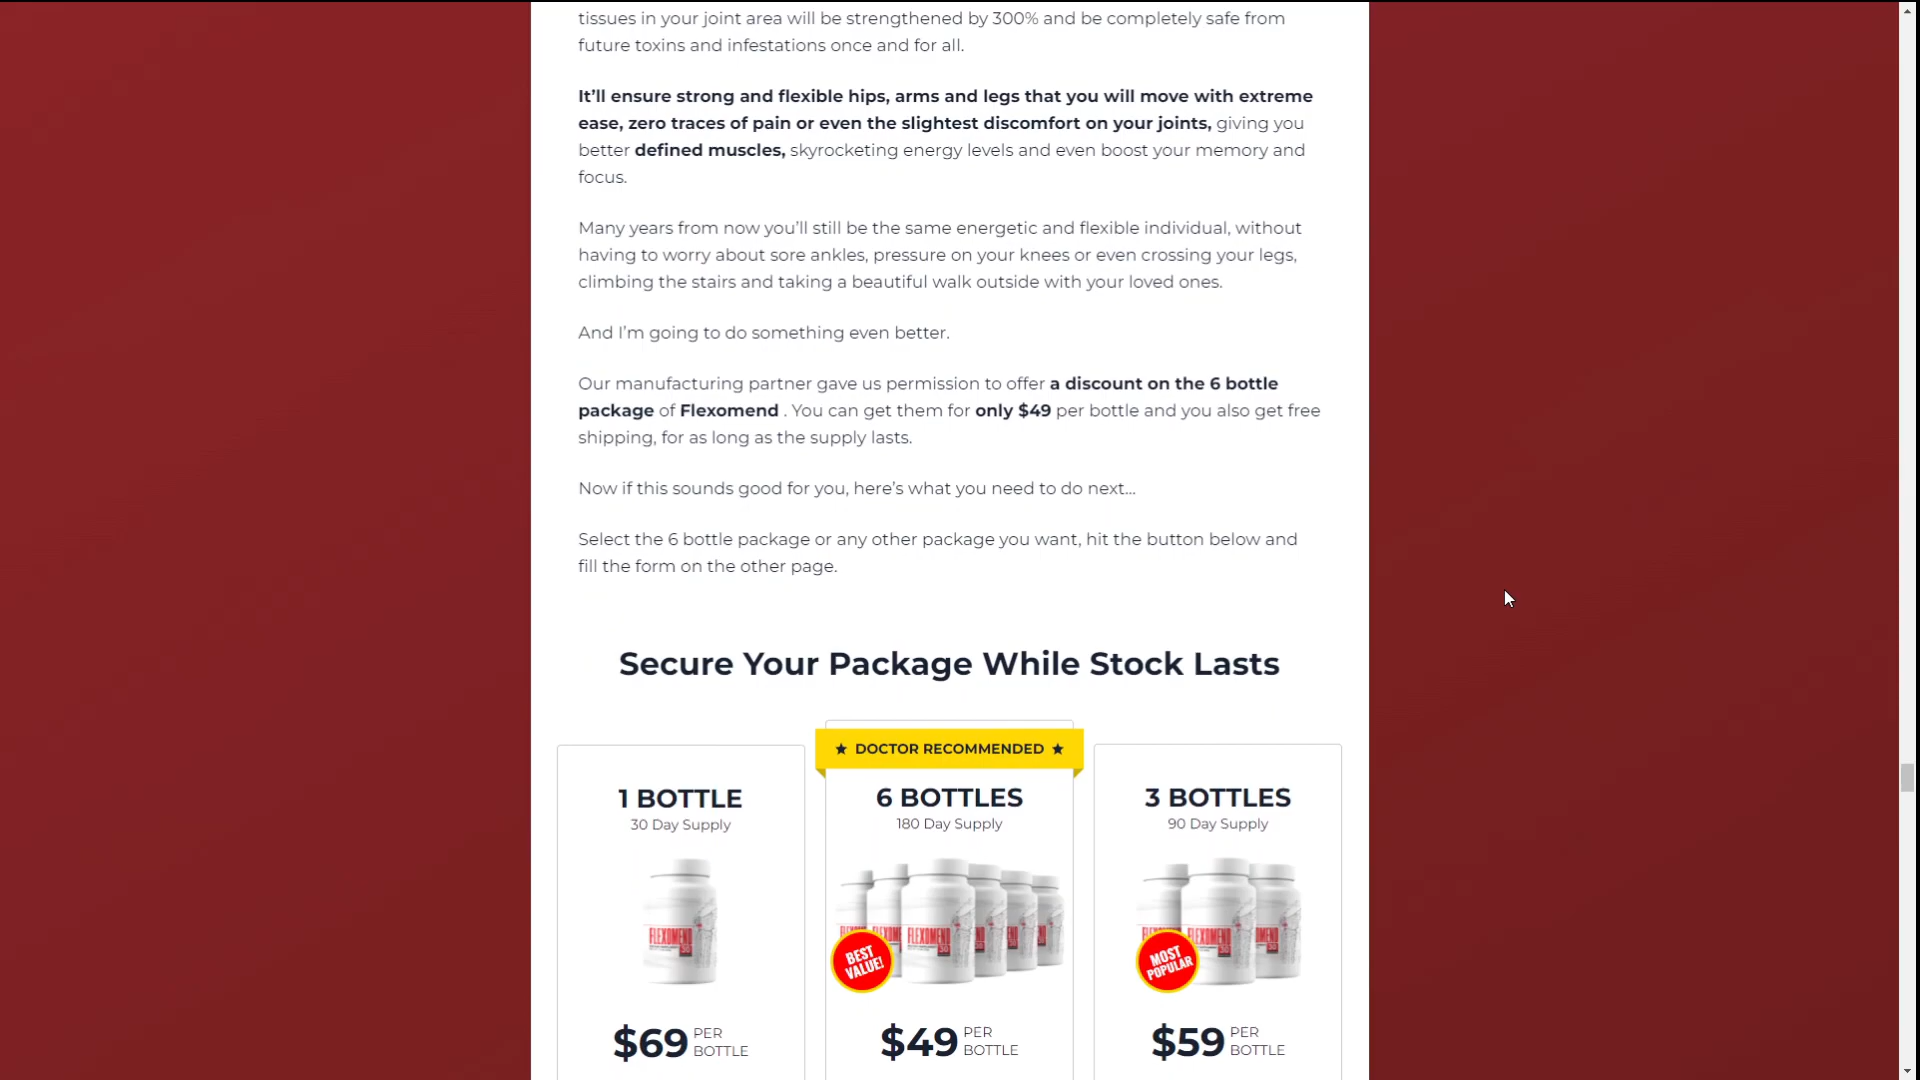 tissues in your joint area will be strengthened by 300% and be completely safe from
future toxins and infestations once and for all.
It’ll ensure strong and flexible hips, arms and legs that you will move with extreme
ease, zero traces of pain or even the slightest discomfort on your joints, giving you
better defined muscles, skyrocketing energy levels and even boost your memory and
focus.
Many years from now you’ll still be the same energetic and flexible individual, without
having to worry about sore ankles, pressure on your knees or even crossing your legs,
climbing the stairs and taking a beautiful walk outside with your loved ones.
And I’m going to do something even better.
Our manufacturing partner gave us permission to offer a discount on the 6 bottle
package of Flexomend . You can get them for only $49 per bottle and you also get free
shipping, for as long as the supply lasts.
Now if this sounds good for you, here’s what you need to do next…
Select the 6 bottle package or any other package you want, hit the button below and
fill the form on the other page.
Secure Your Package While Stock Lasts
1 BOTTLE
30 Day Supply
FLEXOMEND
30
$69 PER
BOTTLE
★ DOCTOR RECOMMENDED ★
6 BOTTLES
180 Day Supply
FLEXOMEND
BEST
VALUE!
$49 PER
BOTTLE
3 BOTTLES
90 Day Supply
FLEXOMEND
MOST
POPULAR
$59 PER
BOTTLE